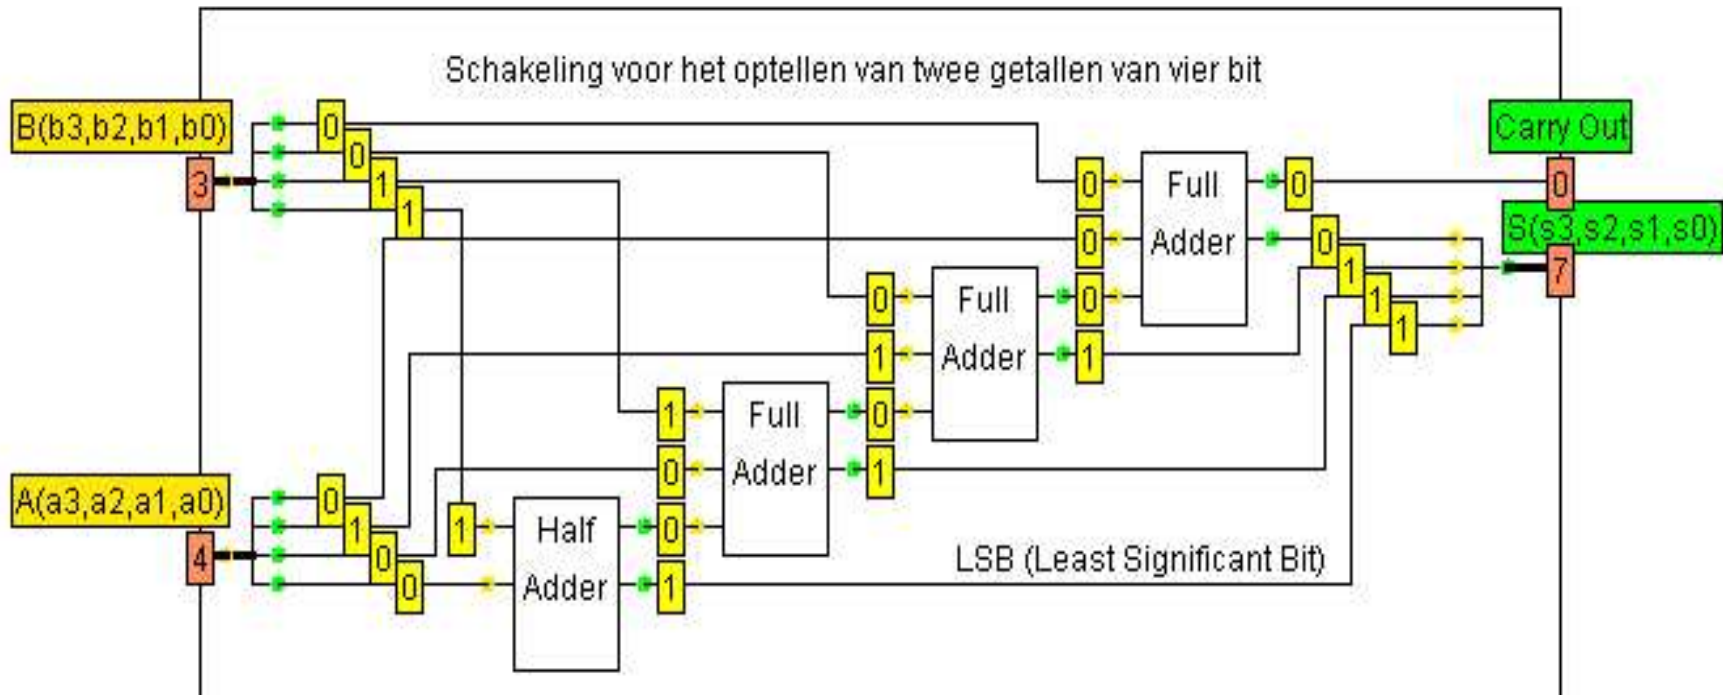 Schakeling voor het optellen van twee getallen van vier bit
B(b3,b2,b1,b0)
3
0
0
1
1
Carry Out
0
S(s3,s2,s1,s0)
7
0
0
0
Full
Adder
0
0
1
1
1
0
1
0
Full
Adder
0
1
1
0
0
Full
Adder
0
1
A(a3,a2,a1,a0)
4
0
1
0
0
1
Half
Adder
1
LSB (Least Significant Bit)